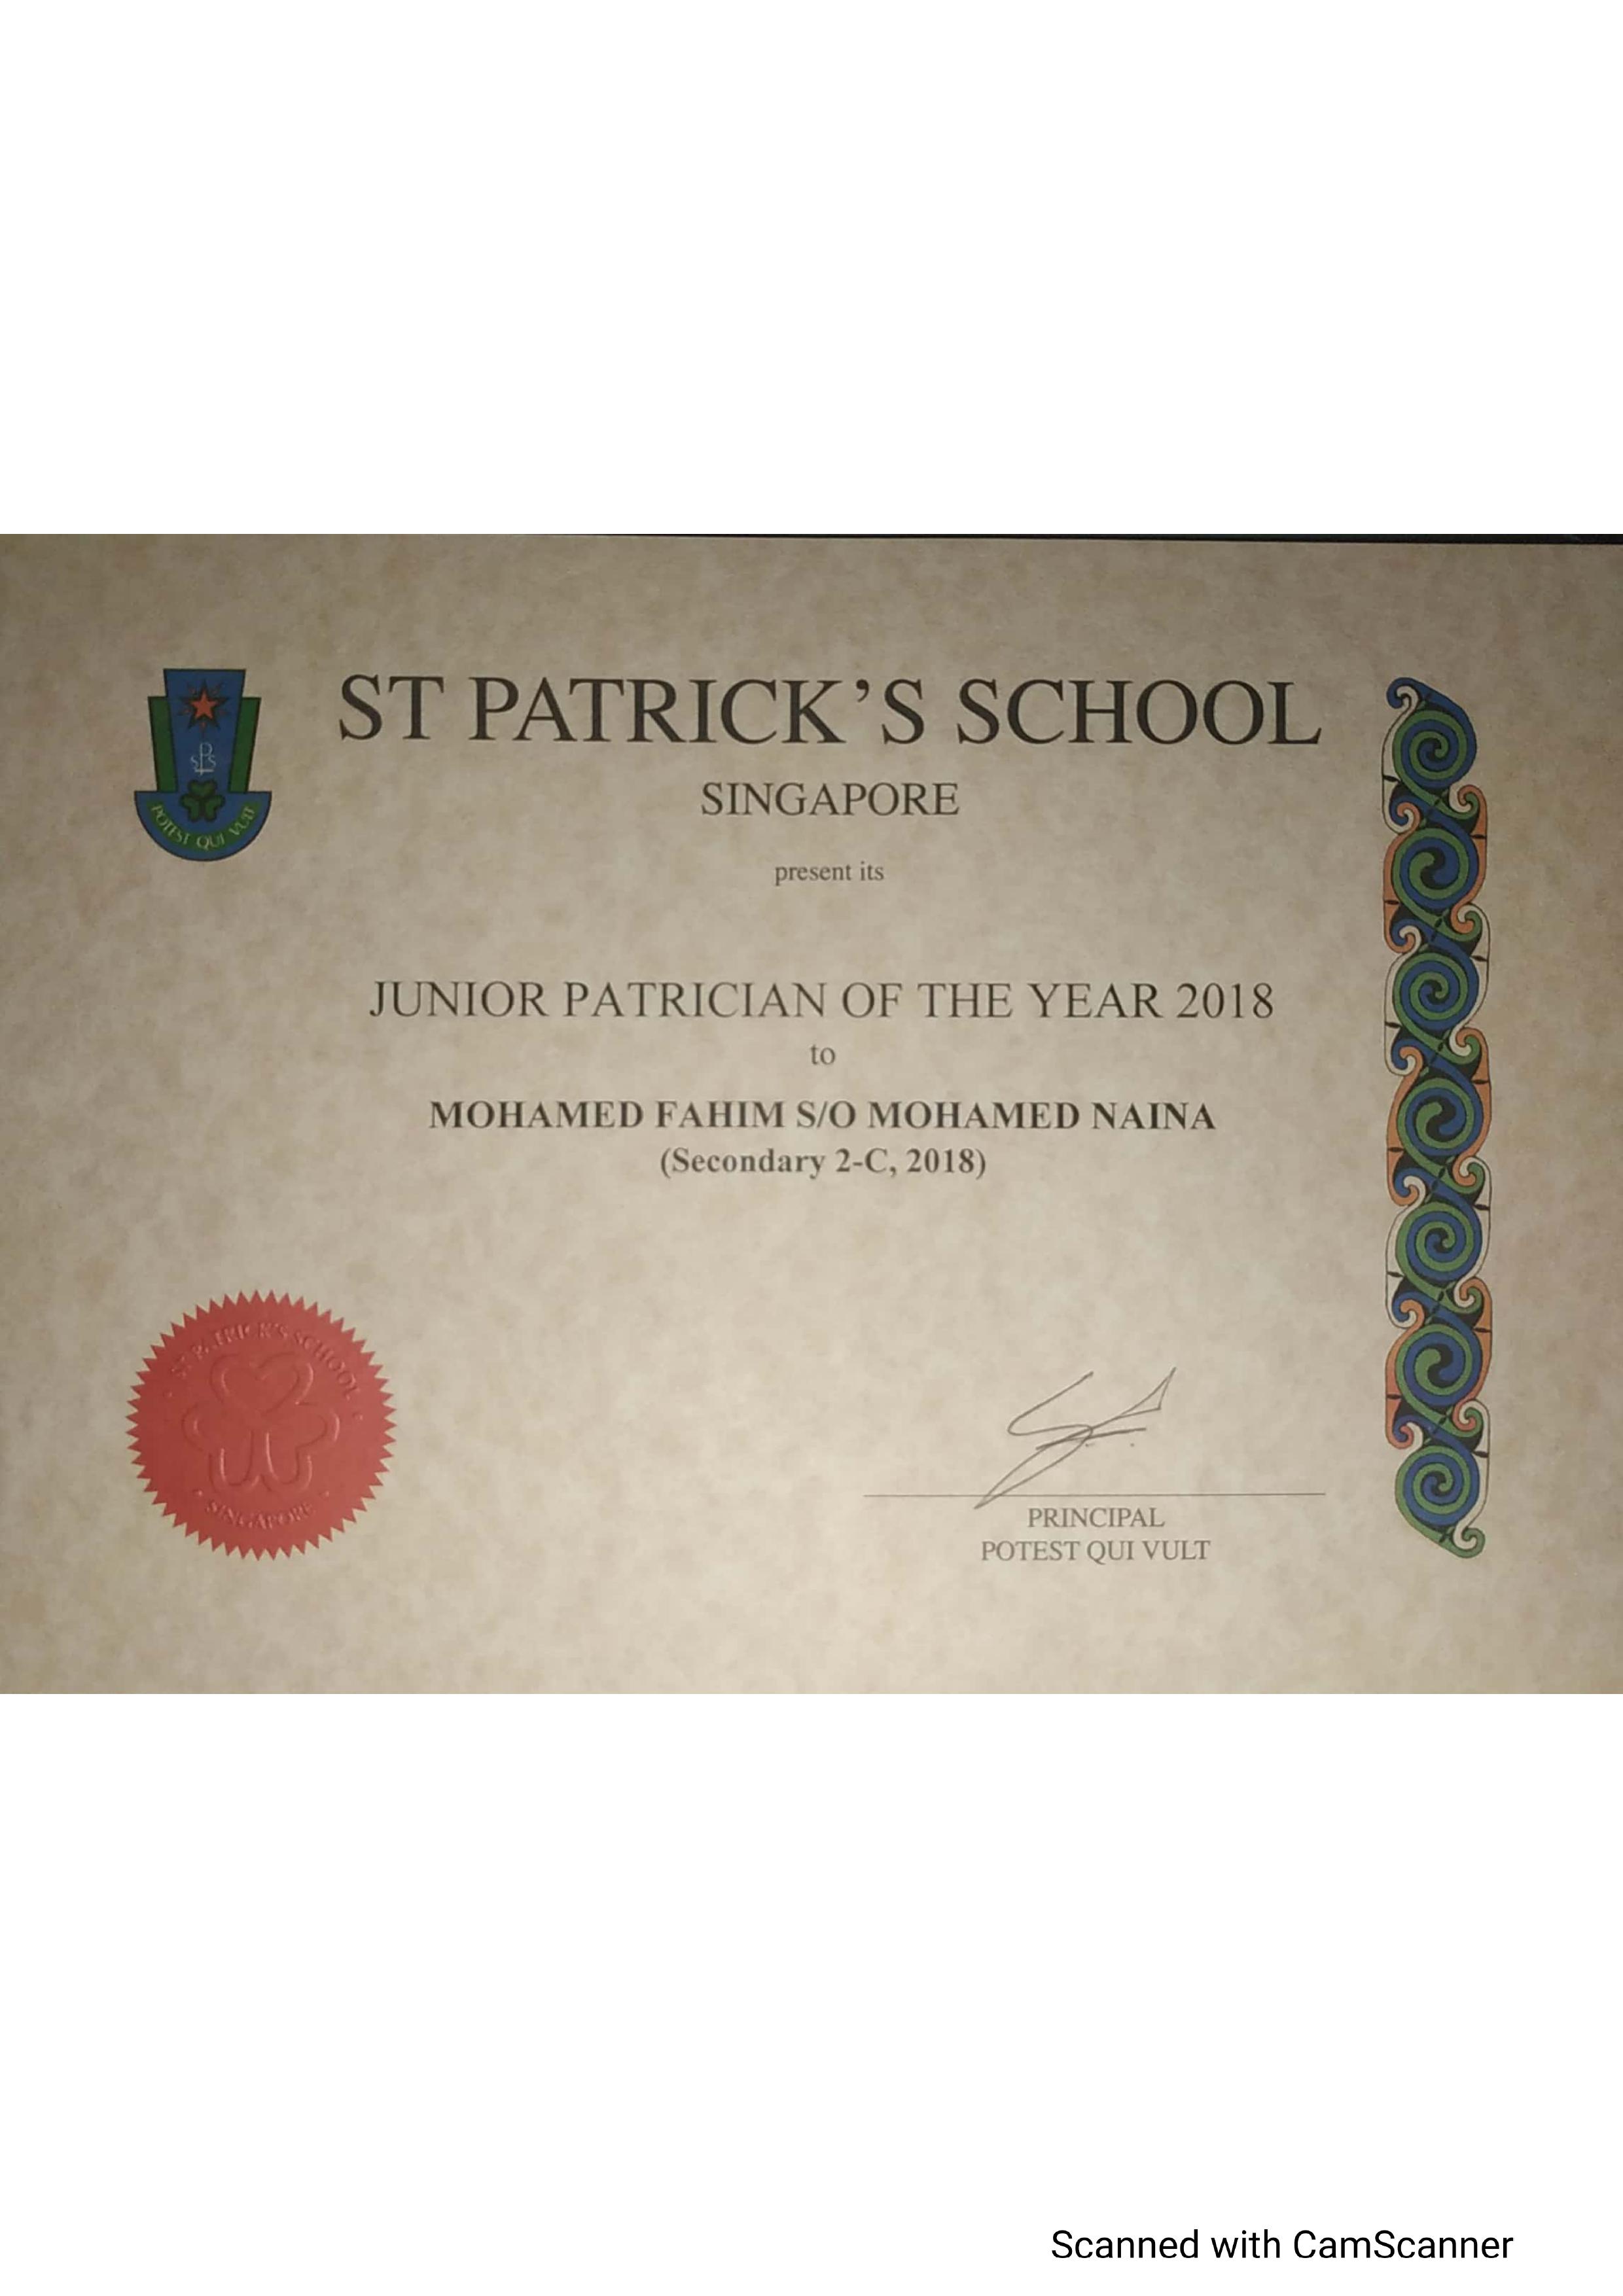 ST PATRICK'S SCHOOL
SINGAPORE
present its
JUNIOR PATRICIAN OF THE YEAR 2018
to
MOHAMED FAHIM S/O MOHAMED NAINA
(Secondary 2-C, 2018)
SPS
POTEST QUI VULT
ST PATRICK'S SCHOOL
SINGAPORE
PRINCIPAL
POTEST QUI VULT
Scanned with CamScanner